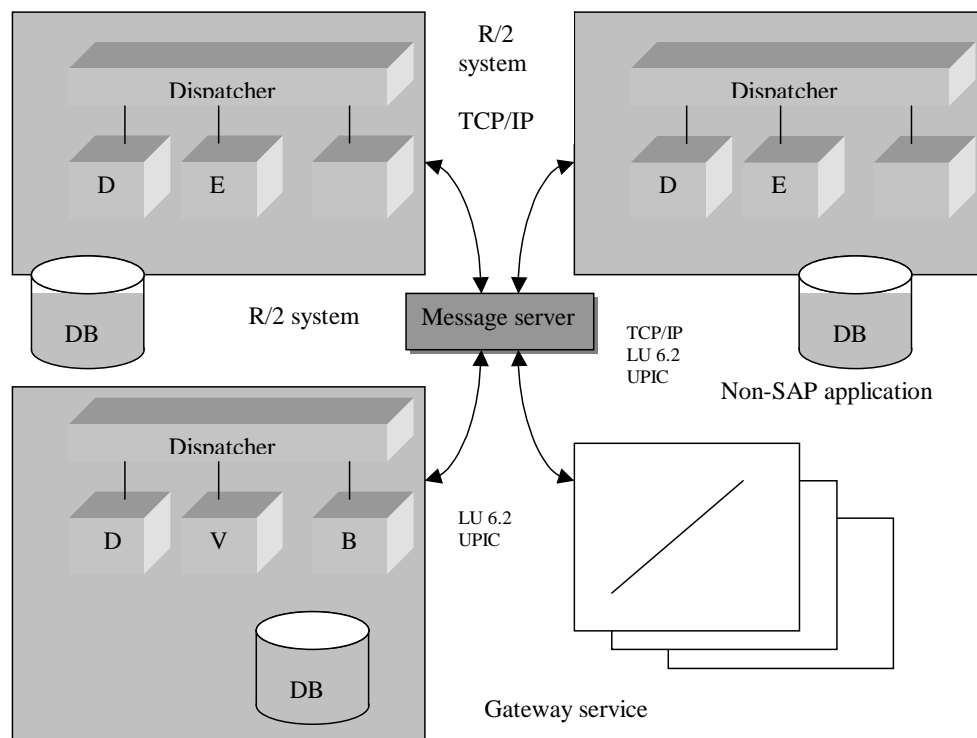 R/2
system
TCP/IP
Dispatcher
D
E
DB
Dispatcher
D
E
DB
R/2 system
Message server
TCP/IP
LU 6.2
UPIC
Non-SAP application
Dispatcher
D
V
B
DB
LU 6.2
UPIC
Gateway service